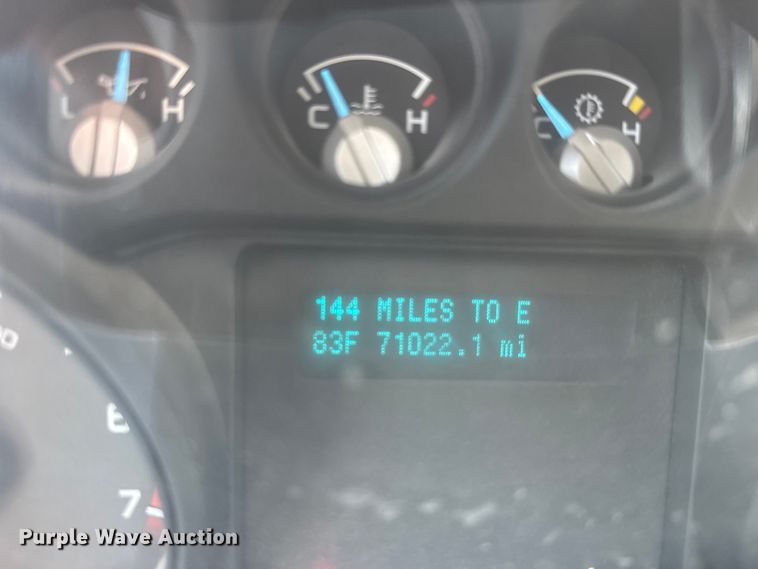 L H
C H
C H
144 MILES TO E
83F 71022.1 mi
6
7
Purple Wave Auction